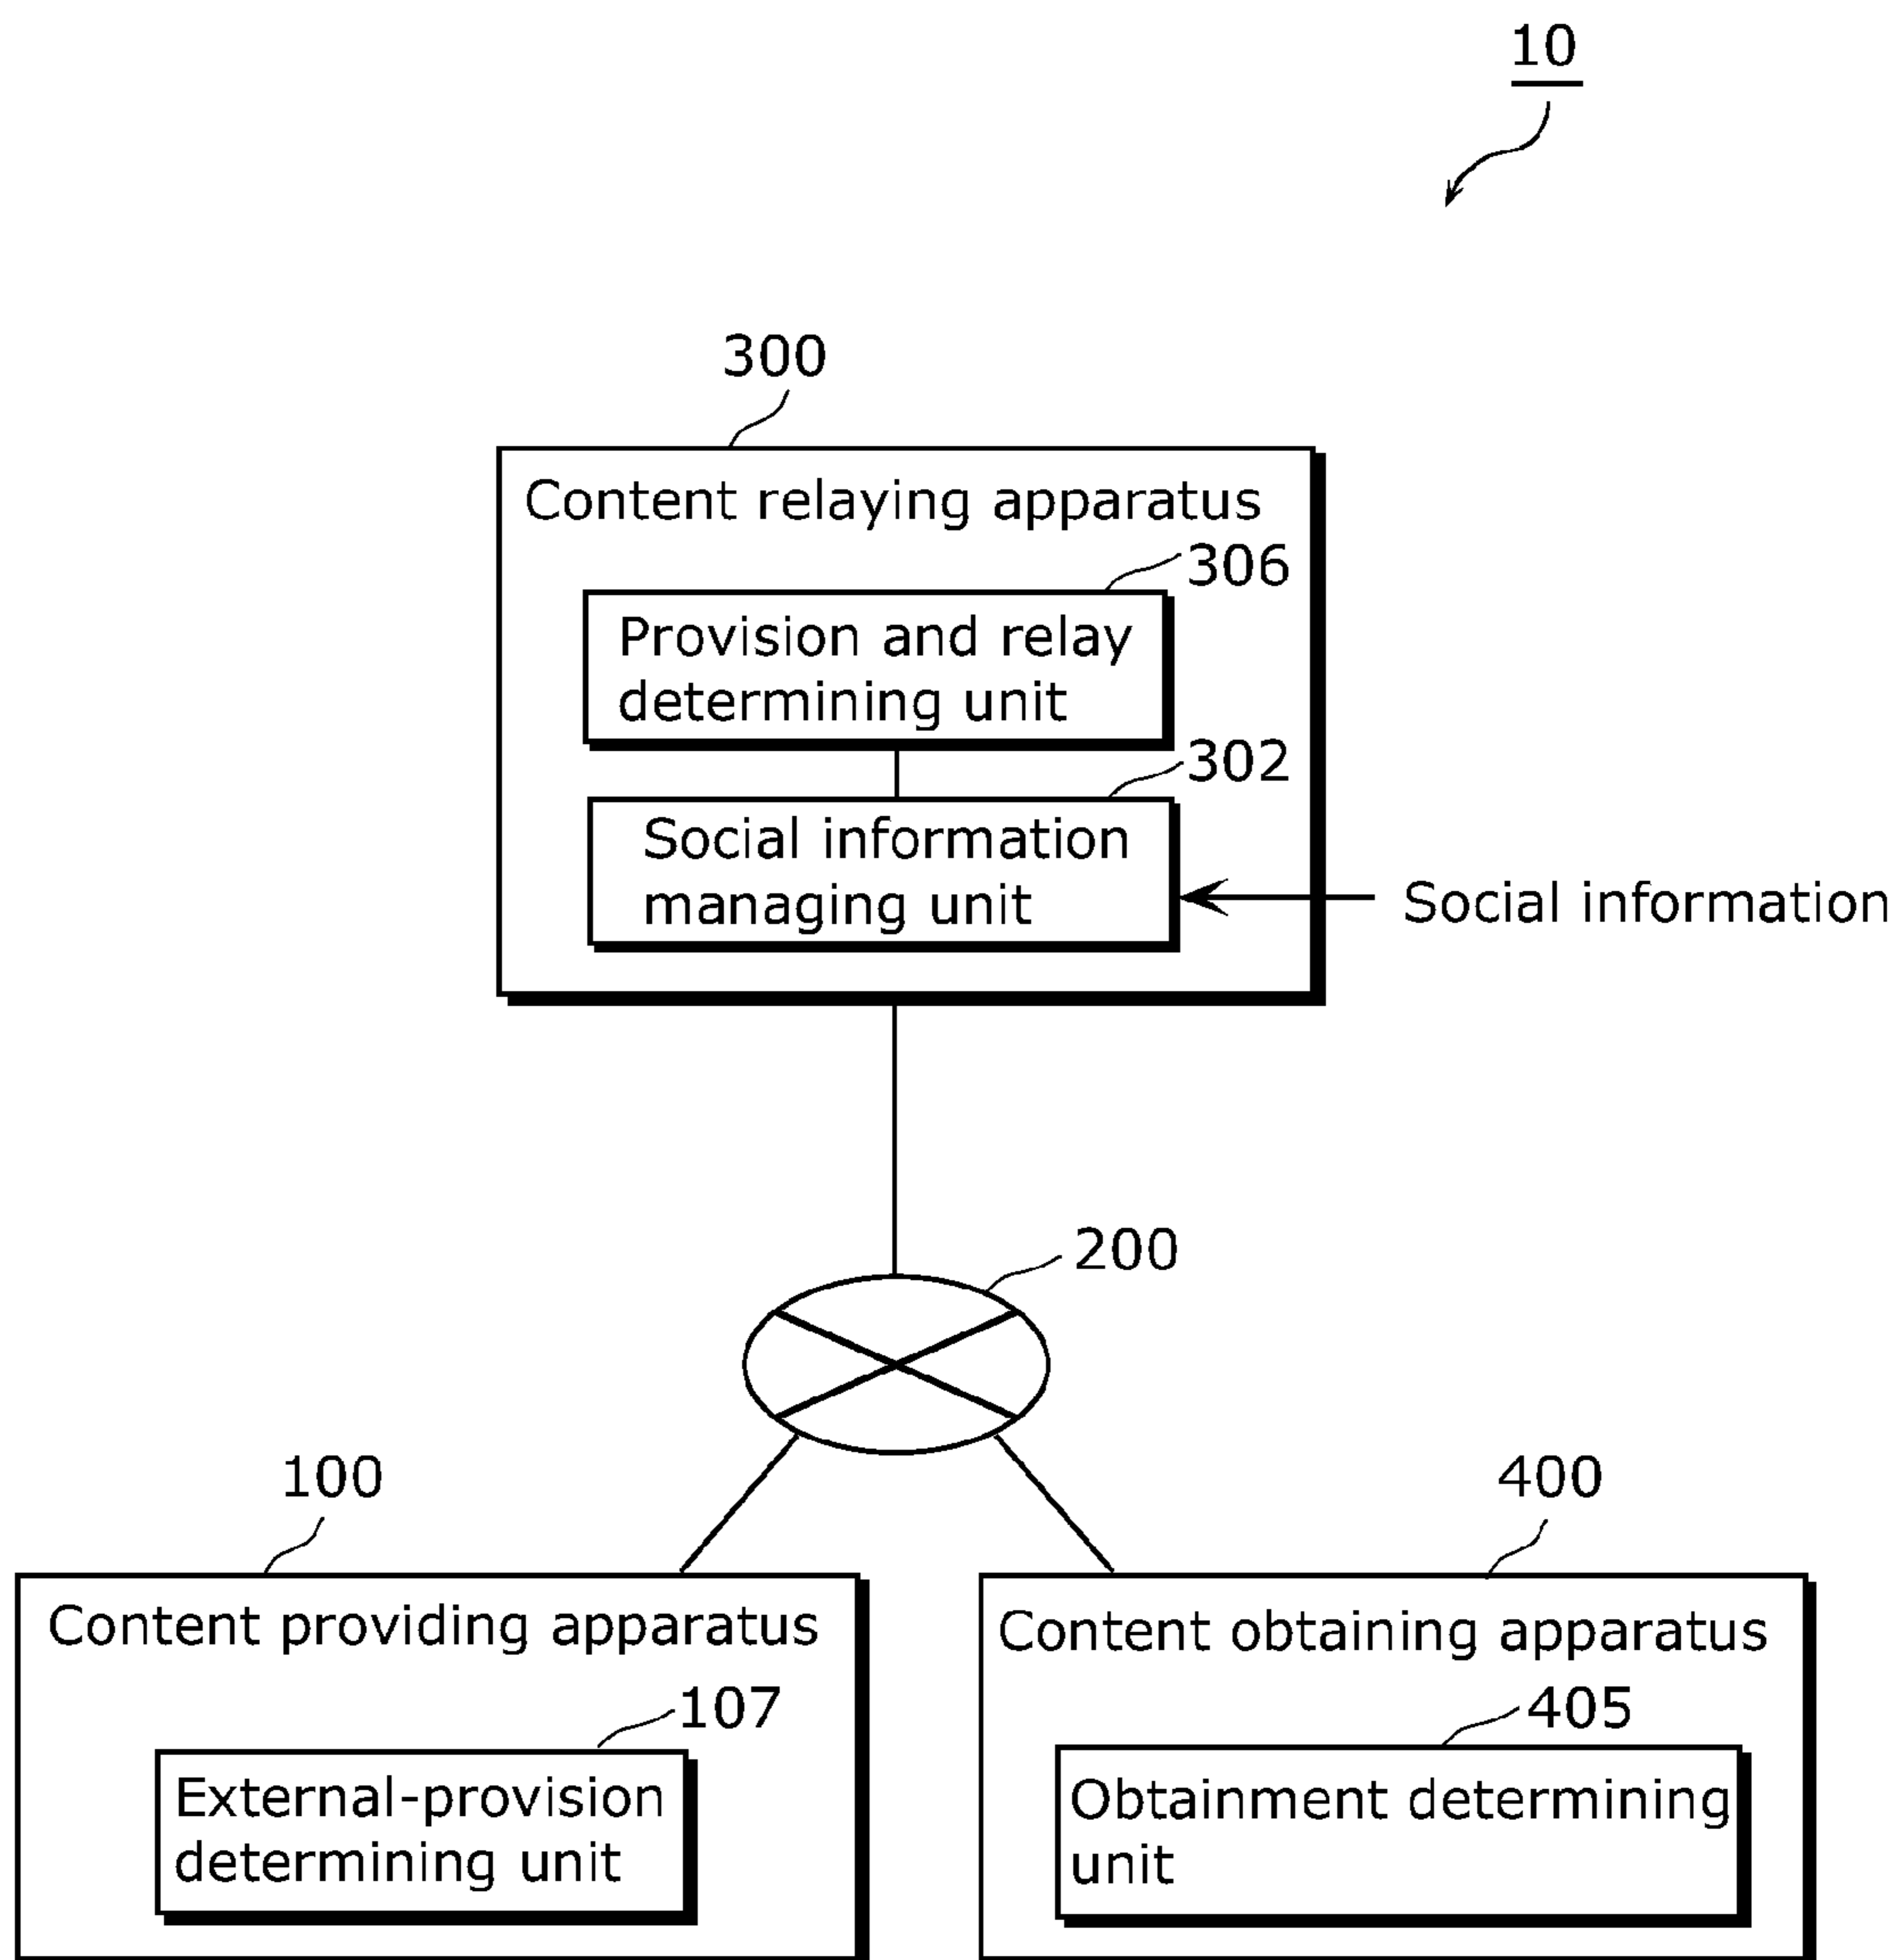 10
300
Content relaying apparatus
306
Provision and relay
determining unit
302
Social information
managing unit
Social information
200
100
400
Content providing apparatus
107
External-provision
determining unit
Content obtaining apparatus
405
Obtainment determining
unit